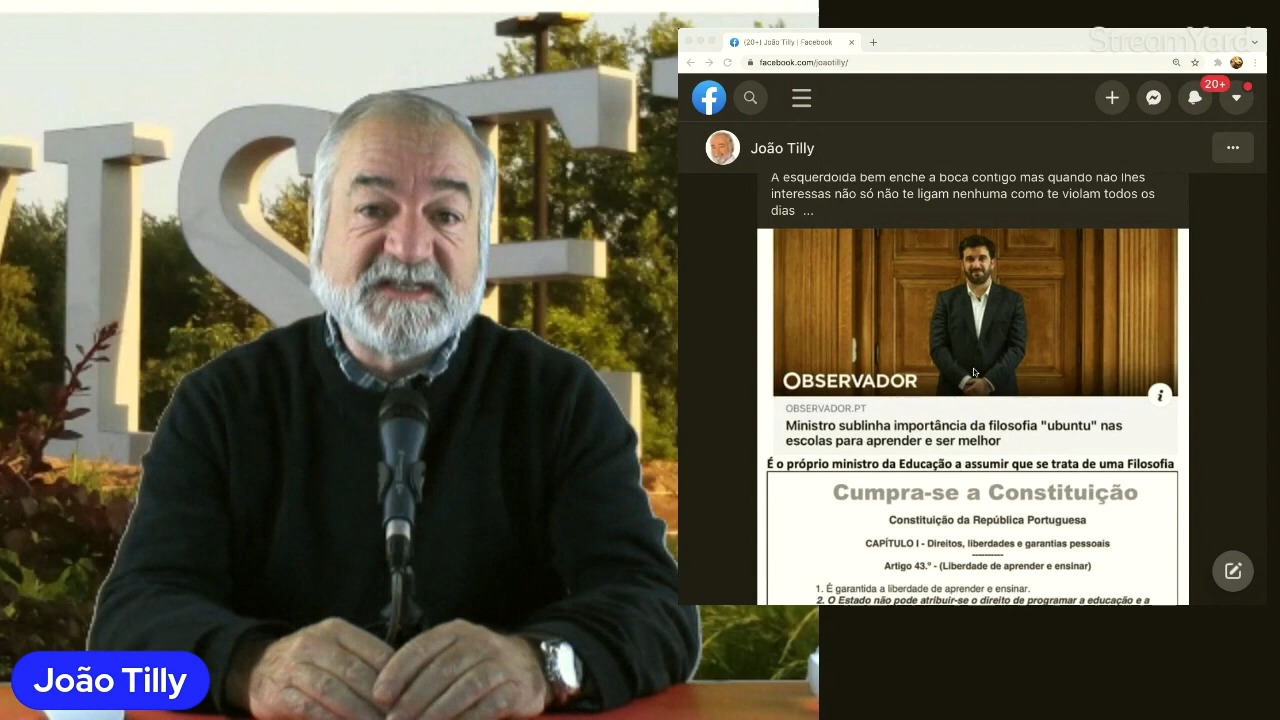 StreamYard
(20+) João Tilly | Facebook
facebook.com/joaotilly/
20+
João Tilly
A esquerdoida bem enche a boca contigo mas quando não lhes
interessas não só não te ligam nenhuma como te violam todos os
dias ...
OBSERVADOR
OBSERVADOR.PT
Ministro sublinha importância da filosofia "ubuntu" nas
escolas para aprender e ser melhor
É o próprio ministro da Educação a assumir que se trata de uma Filosofia
Cumpra-se a Constituição
Constituição da República Portuguesa
CAPÍTULO I - Direitos, liberdades e garantias pessoais
----------
Artigo 43.º - (Liberdade de aprender e ensinar)
1. É garantida a liberdade de aprender e ensinar.
2. O Estado não pode atribuir-se o direito de programar a educação e a
João Tilly